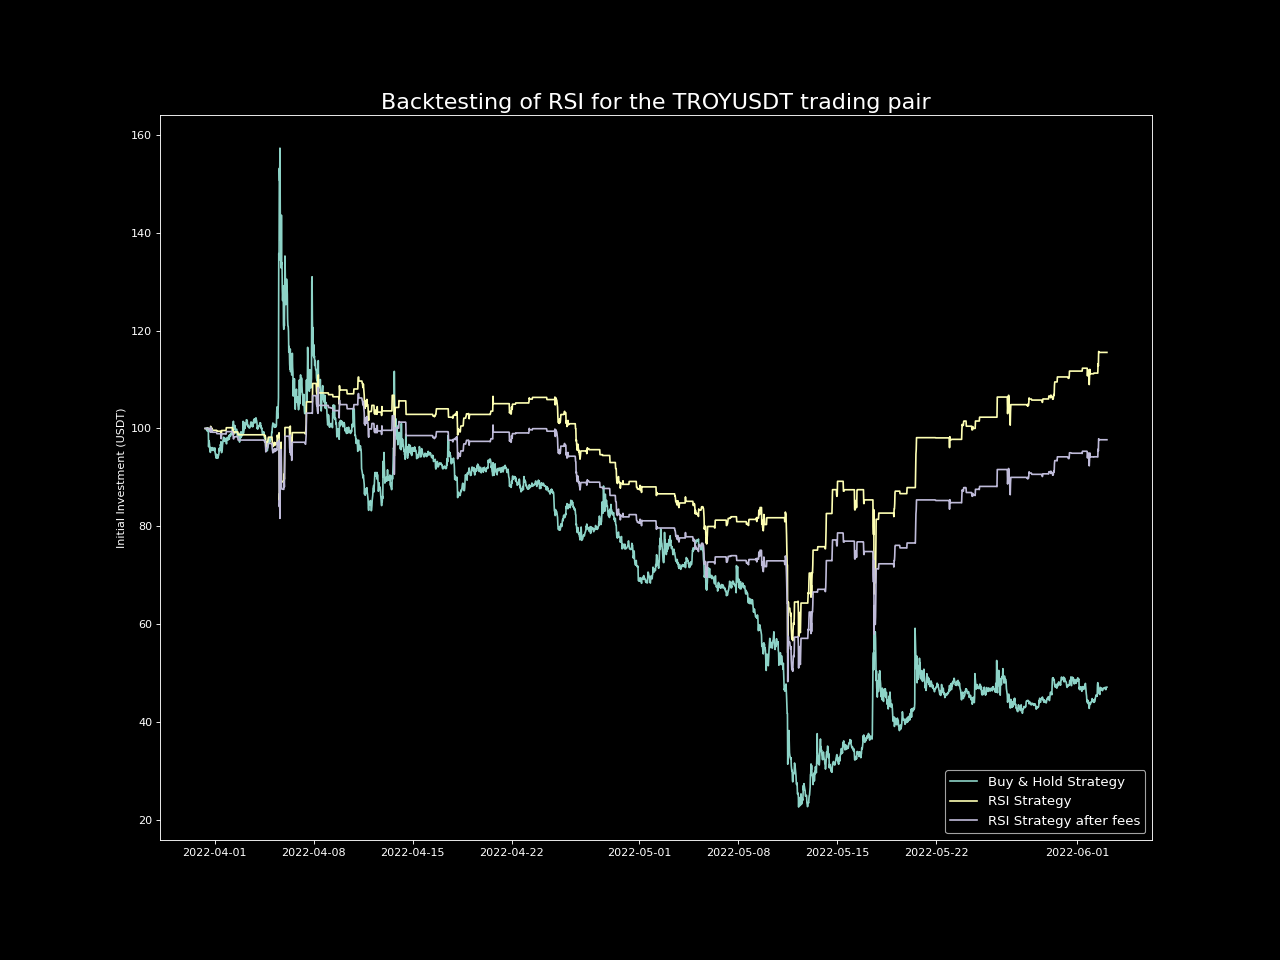 Backtesting of RSI for the TROYUSDT trading pair
Initial Investment (USDT)
160
140
120
100
80
60
40
20
2022-04-01 2022-04-08 2022-04-15 2022-04-22 2022-05-01 2022-05-08 2022-05-15 2022-05-22 2022-06-01
Buy & Hold Strategy
RSI Strategy
RSI Strategy after fees